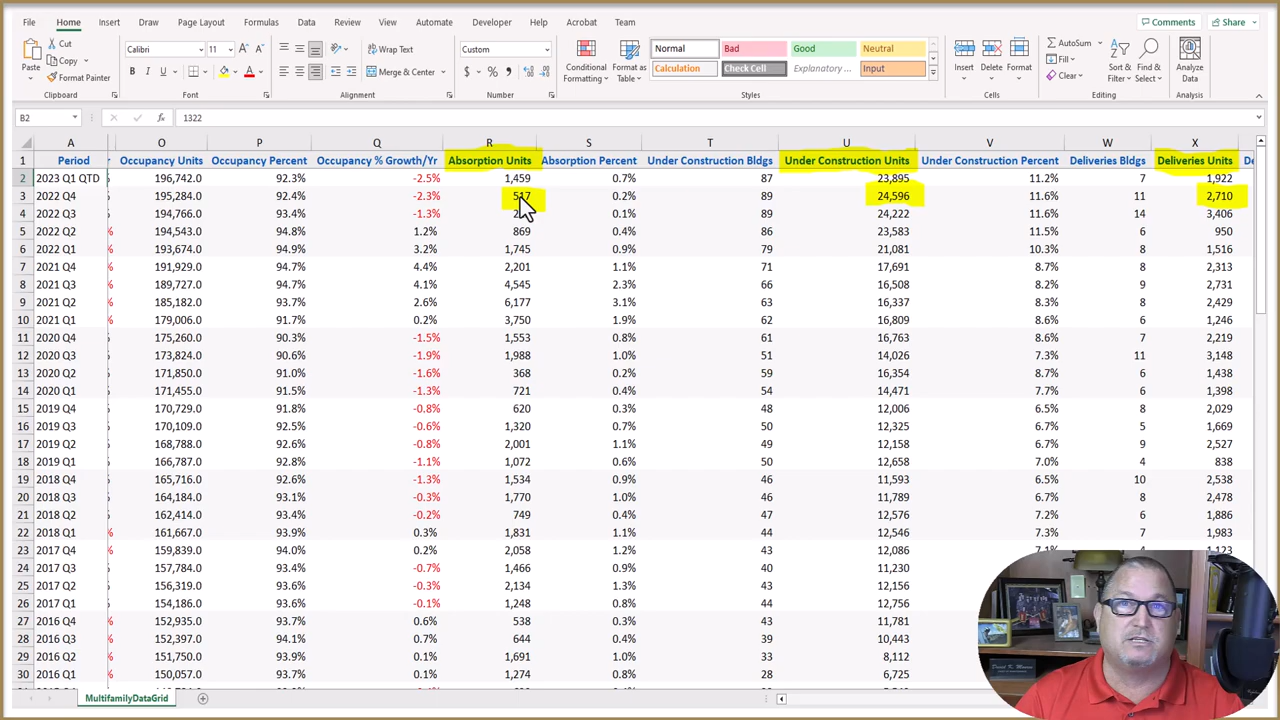 File Home Insert Draw Page Layout Formulas Data Review View Automate Developer Help Acrobat Team Comments Share
Paste Cut Copy Format Painter Calibri 11 Wrap Text Merge & Center Custom Conditional Formatting Format as Table Normal Bad Good Neutral Calculation Check Cell Explanatory ... Input Insert Delete Format AutoSum Fill Clear Sort & Filter Find & Select Analyze Data
Clipboard Font Alignment Number Styles Cells Editing Analysis
B2 fx 1322
A O P Q R S T U V W X
1 Period Occupancy Units Occupancy Percent Occupancy % Growth/Yr Absorption Units Absorption Percent Under Construction Bldgs Under Construction Units Under Construction Percent Deliveries Bldgs Deliveries Units
2 2023 Q1 QTD 196,742.0 92.3% -2.5% 1,459 0.7% 87 23,895 11.2% 7 1,922
3 2022 Q4 195,284.0 92.4% -2.3% 517 0.2% 89 24,596 11.6% 11 2,710
4 2022 Q3 194,766.0 94.4% -1.3% 0.1% 89 24,222 11.6% 14 3,406
5 2022 Q2 % 194,543.0 94.8% 1.2% 869 0.4% 86 23,583 11.5% 6 950
6 2022 Q1 % 193,674.0 94.9% 3.2% 1,745 0.9% 79 21,081 10.3% 8 1,516
7 2021 Q4 % 191,929.0 94.7% 4.4% 2,201 1.1% 71 17,691 8.7% 8 2,313
8 2021 Q3 % 189,727.0 94.7% 4.1% 4,545 2.3% 66 16,508 8.2% 9 2,731
9 2021 Q2 % 185,182.0 93.7% 2.6% 6,177 3.1% 62 16,337 8.3% 8 2,429
10 2021 Q1 % 179,006.0 91.7% 0.2% 3,750 1.9% 62 16,809 8.6% 6 1,246
11 2020 Q4 175,260.0 90.3% -1.5% 1,553 0.8% 61 16,763 8.6% 7 2,219
12 2020 Q3 173,824.0 90.6% -1.9% 1,988 1.0% 51 14,026 7.3% 11 3,148
13 2020 Q2 171,850.0 91.5% -1.6% 368 0.2% 59 16,354 8.7% 6 1,438
14 2020 Q1 171,455.0 91.5% -1.3% 721 0.4% 54 14,471 7.7% 6 1,398
15 2019 Q4 170,729.0 91.8% -0.8% 620 0.3% 48 12,006 6.5% 8 2,029
16 2019 Q3 170,109.0 92.5% -0.6% 1,320 0.7% 48 12,325 6.7% 5 1,669
17 2019 Q2 168,788.0 92.6% -0.8% 2,001 1.1% 49 12,158 6.7% 9 2,527
18 2019 Q1 166,787.0 92.8% -1.1% 1,072 0.6% 50 12,658 7.0% 4 838
19 2018 Q4 165,716.0 92.6% -1.3% 1,534 0.9% 46 11,593 6.5% 10 2,538
20 2018 Q3 164,184.0 93.1% -0.3% 1,770 1.0% 46 11,789 6.7% 8 2,478
21 2018 Q2 162,414.0 93.4% -0.2% 749 0.4% 47 12,576 7.2% 6 1,886
22 2018 Q1 % 161,667.0 93.9% 0.3% 1,831 1.1% 44 12,546 7.3% 7 1,983
23 2017 Q4 % 159,839.0 94.0% 0.2% 2,058 1.2% 43 12,086 7.1% 4 1,123
24 2017 Q3 157,784.0 93.6% -0.7% 1,466 0.9% 40 11,230
25 2017 Q2 156,319.0 93.6% -0.3% 2,134 1.3% 43 12,156
26 2017 Q1 154,186.0 93.6% -0.1% 1,248 0.8% 44 12,756
27 2016 Q4 % 152,935.0 93.7% 0.6% 538 0.3% 43 11,781
28 2016 Q3 % 152,397.0 94.1% 0.7% 644 0.4% 39 10,443
29 2016 Q2 % 151,750.0 93.9% 0.1% 1,691 1.1% 33 8,112
30 2016 Q1 % 150,057.0 93.8% 0.1% 1,274 0.8% 28 6,725
MultifamilyDataGrid